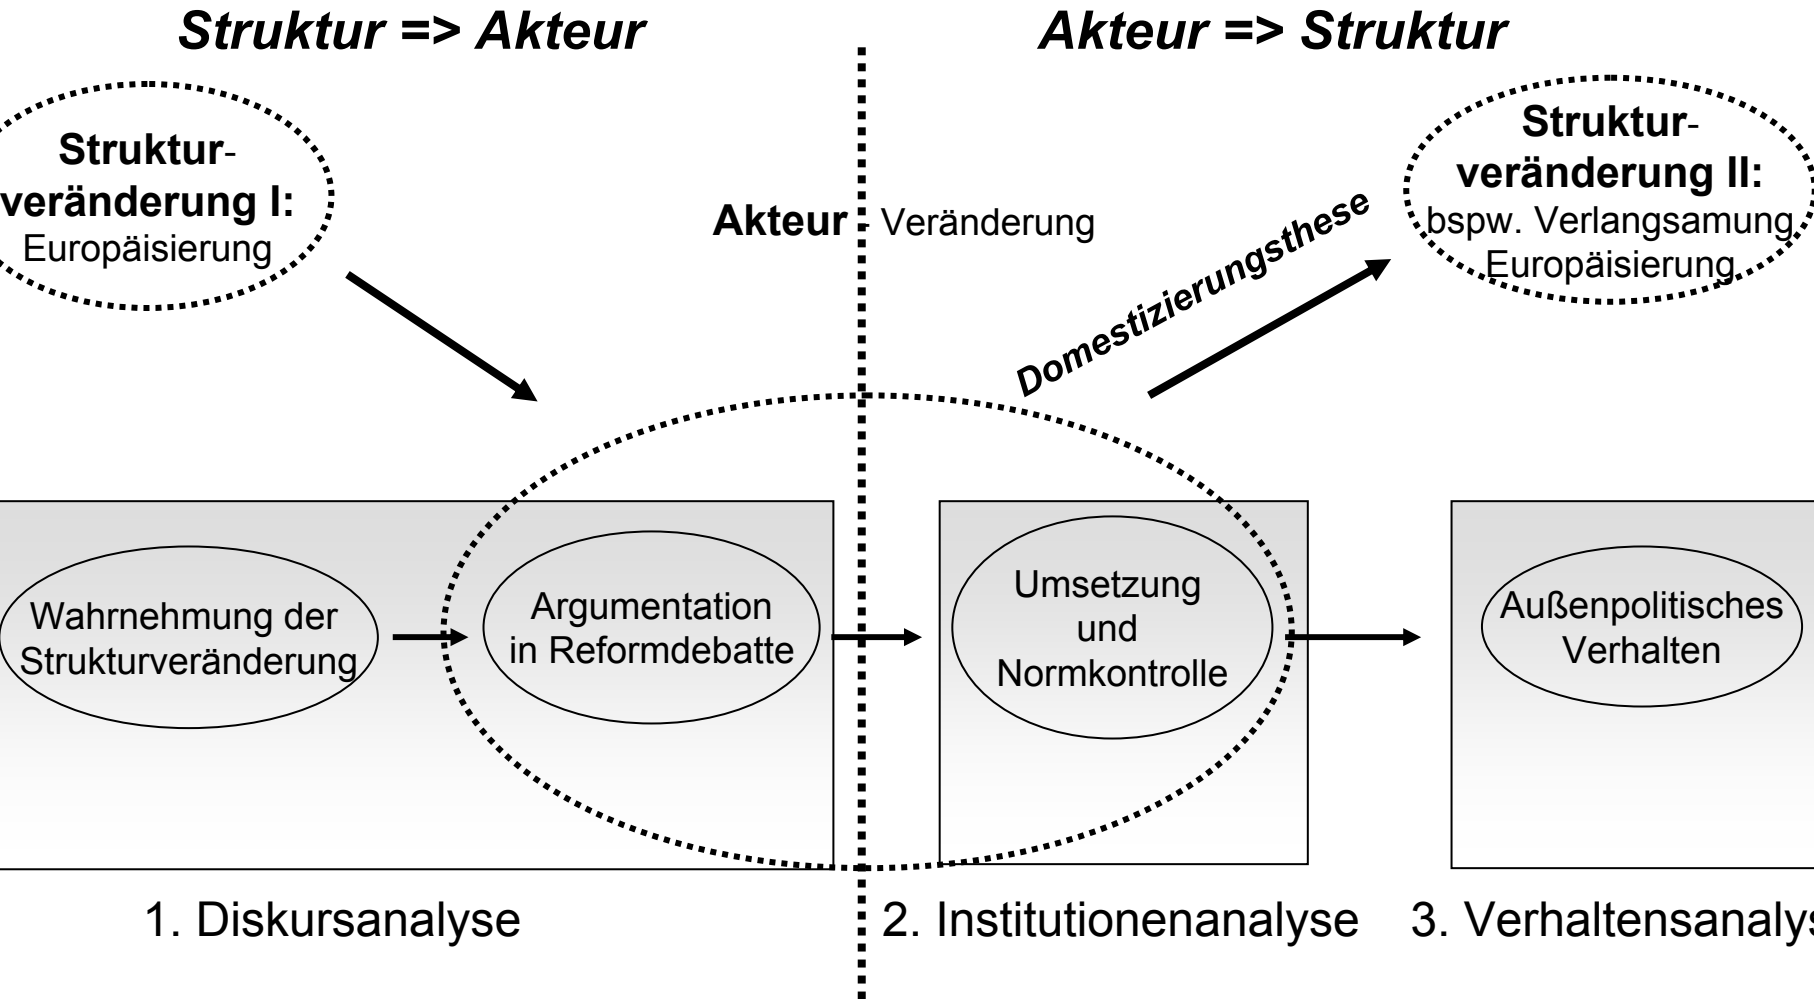 Struktur => Akteur
Akteur => Struktur
Struktur-
veränderung I:
Europäisierung
Akteur - Veränderung
Domestizierungsthese
Struktur-
veränderung II:
bspw. Verlangsamung
Europäisierung
Wahrnehmung der
Strukturveränderung
Argumentation
in Reformdebatte
Umsetzung
und
Normkontrolle
Außenpolitisches
Verhalten
1. Diskursanalyse
2. Institutionenanalyse
3. Verhaltensanalys